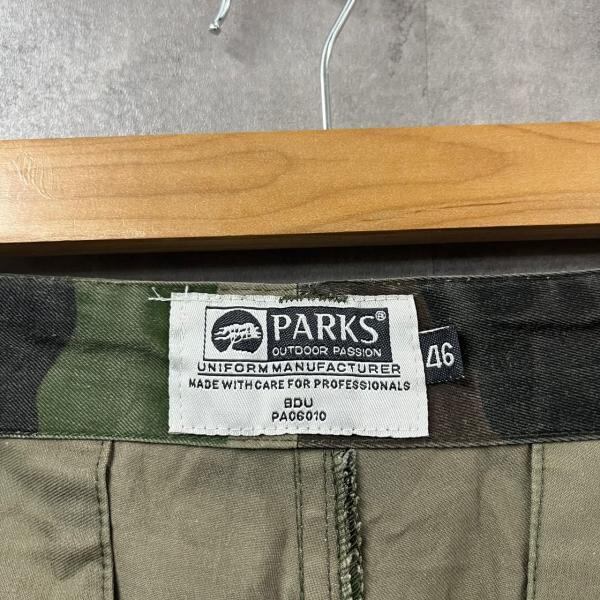 PARKS®
OUTDOOR PASSION
UNIFORM MANUFACTURER
MADE WITH CARE FOR PROFESSIONALS
BDU
PA06010
46